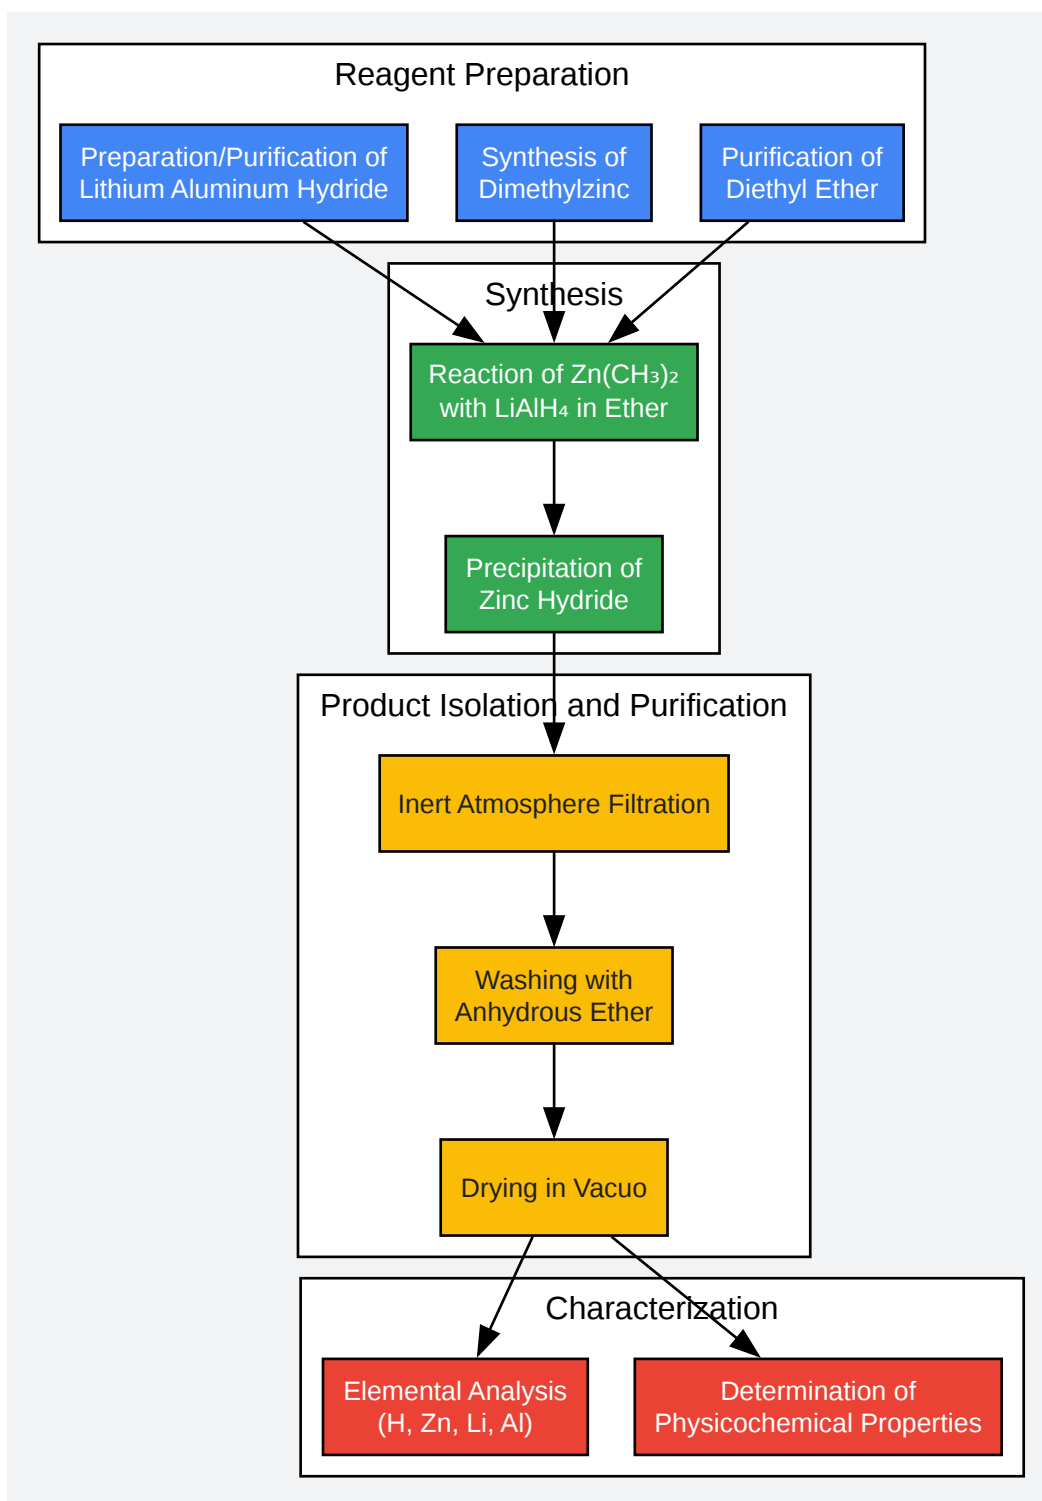 Reagent Preparation
Preparation/Purification of
Lithium Aluminum Hydride
Synthesis of
Dimethylzinc
Purification of
Diethyl Ether
Synthesis
Reaction of Zn(CH₃)₂
with LiAlH₄ in Ether
Precipitation of
Zinc Hydride
Product Isolation and Purification
Inert Atmosphere Filtration
Washing with
Anhydrous Ether
Drying in Vacuo
Characterization
Elemental Analysis
(H, Zn, Li, Al)
Determination of
Physicochemical Properties